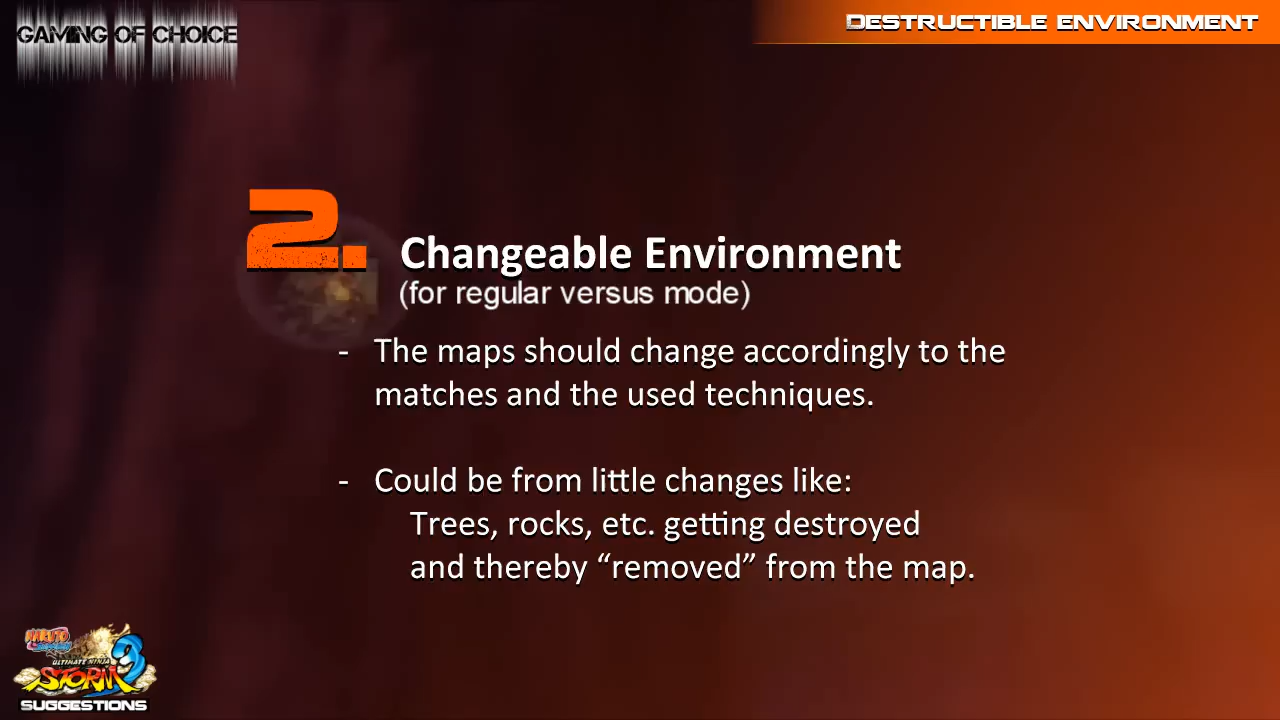 GAMING OF CHOICE
DESTRUCTIBLE ENVIRONMENT
2.
Changeable Environment
(for regular versus mode)
- The maps should change accordingly to the
matches and the used techniques.
- Could be from little changes like:
Trees, rocks, etc. getting destroyed
and thereby “removed” from the map.
NARUTO
ULTIMATE NINJA
STORM 3
SUGGESTIONS